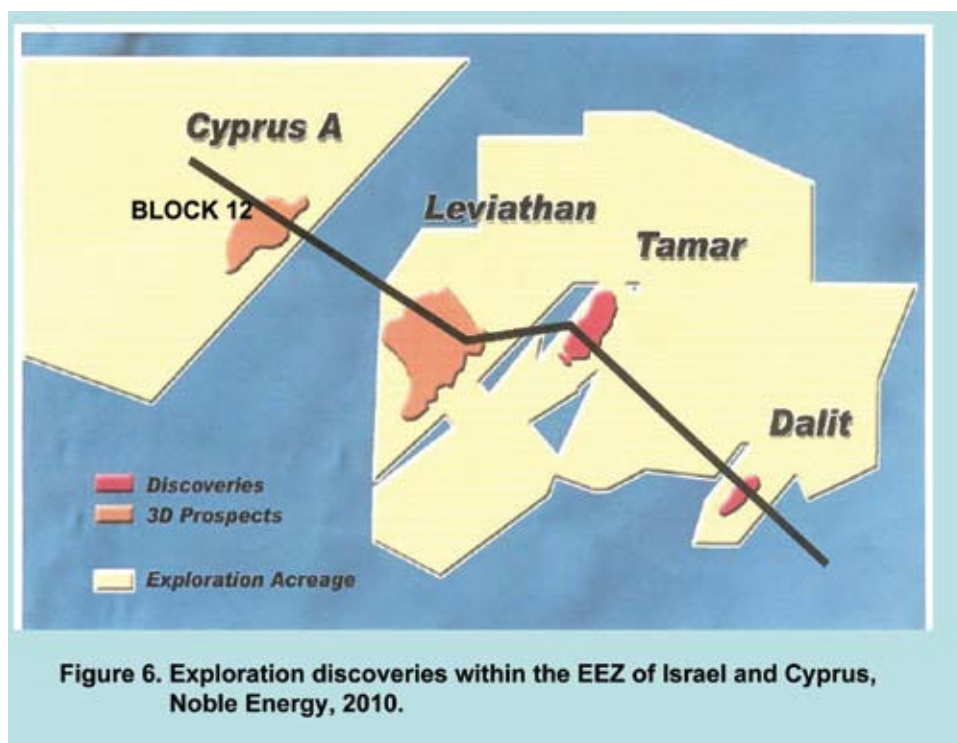 Cyprus A
BLOCK 12
Leviathan
Tamar
Dalit
Discoveries
3D Prospects
Exploration Acreage
Figure 6. Exploration discoveries within the EEZ of Israel and Cyprus,
Noble Energy, 2010.